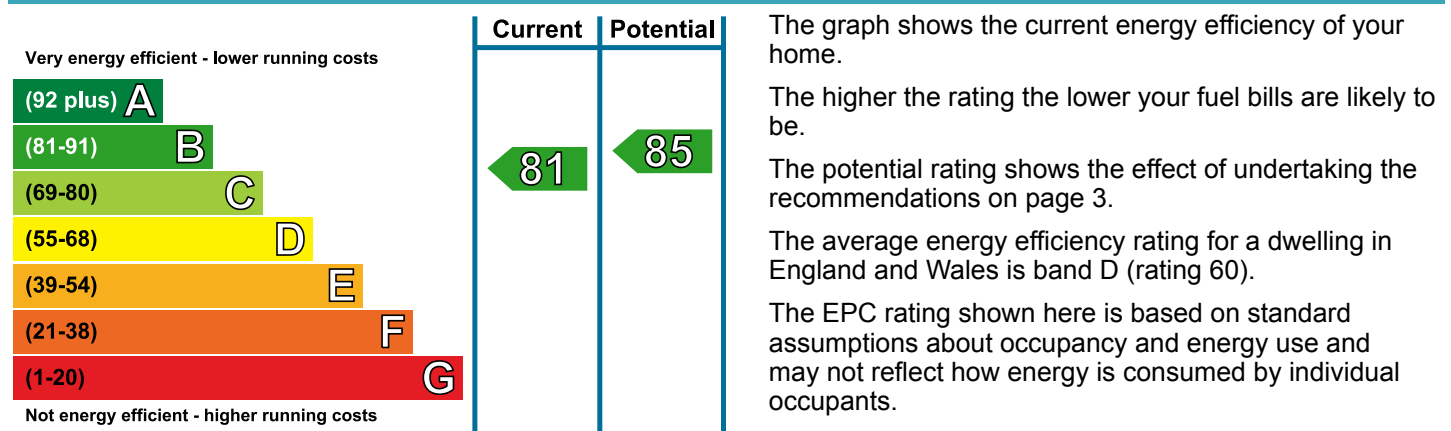 Current Potential
Very energy efficient - lower running costs
(92 plus) A
(81-91) B
(69-80) C
(55-68) D
(39-54) E
(21-38) F
(1-20) G
Not energy efficient - higher running costs
81
85
The graph shows the current energy efficiency of your
home.
The higher the rating the lower your fuel bills are likely to
be.
The potential rating shows the effect of undertaking the
recommendations on page 3.
The average energy efficiency rating for a dwelling in
England and Wales is band D (rating 60).
The EPC rating shown here is based on standard
assumptions about occupancy and energy use and
may not reflect how energy is consumed by individual
occupants.